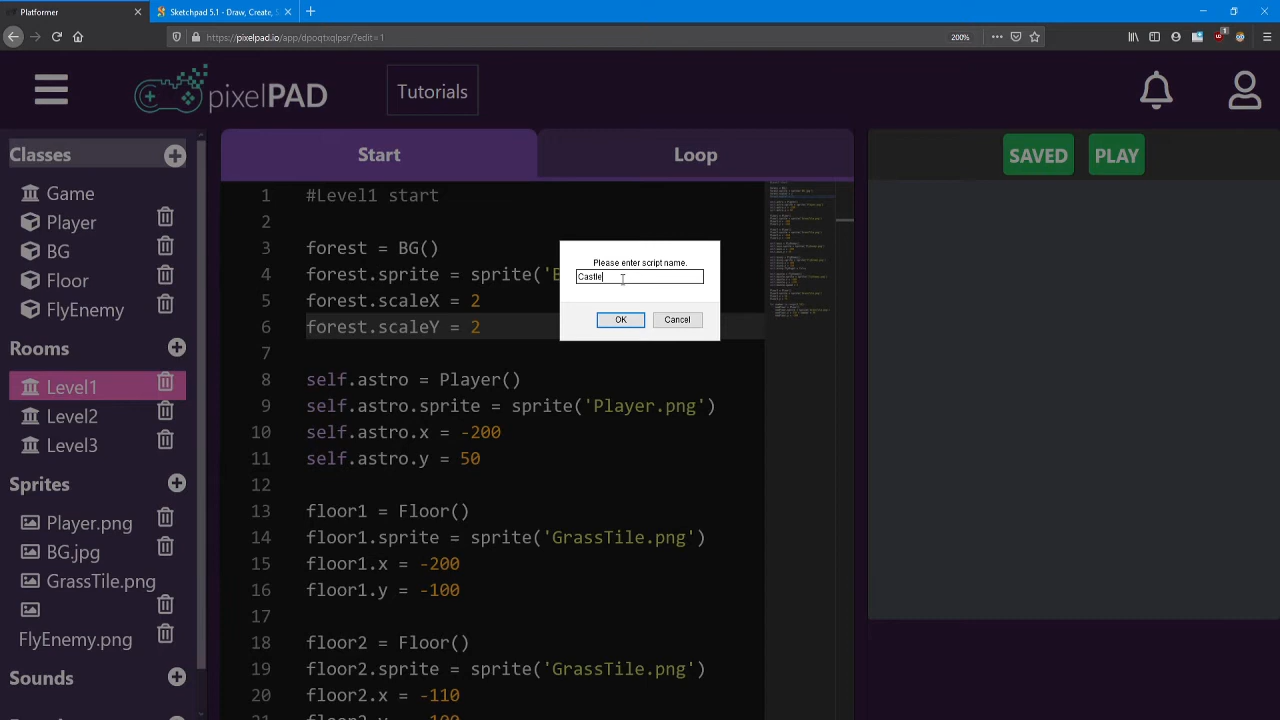 Platformer
Sketchpad 5.1 - Draw, Create, S
https://pixelpad.io/app/dpoqtxqlpsr/?edit=1
200%
pixelPAD
Tutorials
Classes
Game
Player
BG
Floor
FlyEnemy
Rooms
Level1
Level2
Level3
Sprites
Player.png
BG.jpg
GrassTile.png
FlyEnemy.png
Sounds
Start
Loop
1 #Level1 start
2
3 forest = BG()
4 forest.sprite = sprite('B
5 forest.scaleX = 2
6 forest.scaleY = 2
7
8 self.astro = Player()
9 self.astro.sprite = sprite('Player.png')
10 self.astro.x = -200
11 self.astro.y = 50
12
13 floor1 = Floor()
14 floor1.sprite = sprite('GrassTile.png')
15 floor1.x = -200
16 floor1.y = -100
17
18 floor2 = Floor()
19 floor2.sprite = sprite('GrassTile.png')
20 floor2.x = -110
Please enter script name.
Castle
OK
Cancel
SAVED
PLAY